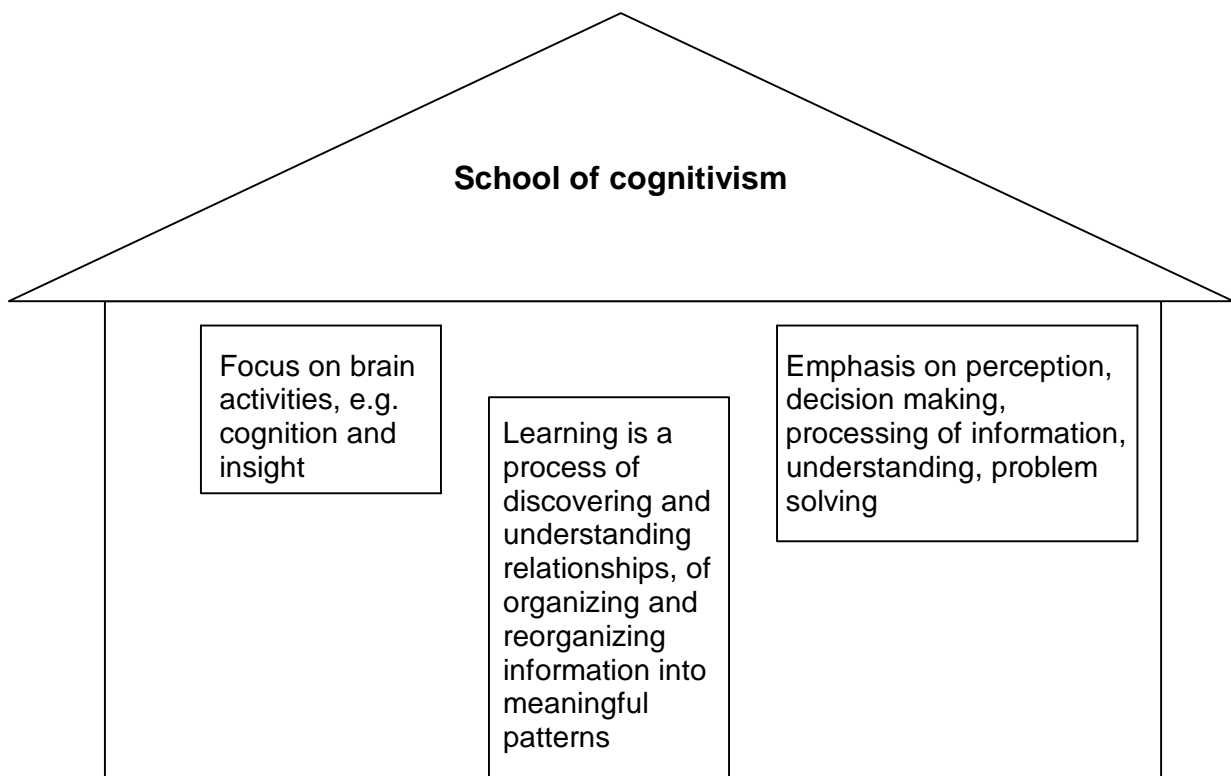 School of cognitivism
Focus on brain
activities, e.g.
cognition and
insight
Learning is a
process of
discovering and
understanding
relationships, of
organizing and
reorganizing
information into
meaningful
patterns
Emphasis on perception,
decision making,
processing of information,
understanding, problem
solving